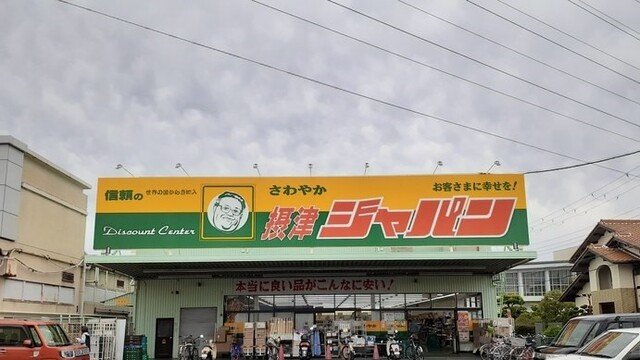 信頼の 世界の国から直輸入
さわやか
お客さまに幸せを!
Discount Center
摂津 ジャパン
本当に良い品がこんなに安い!